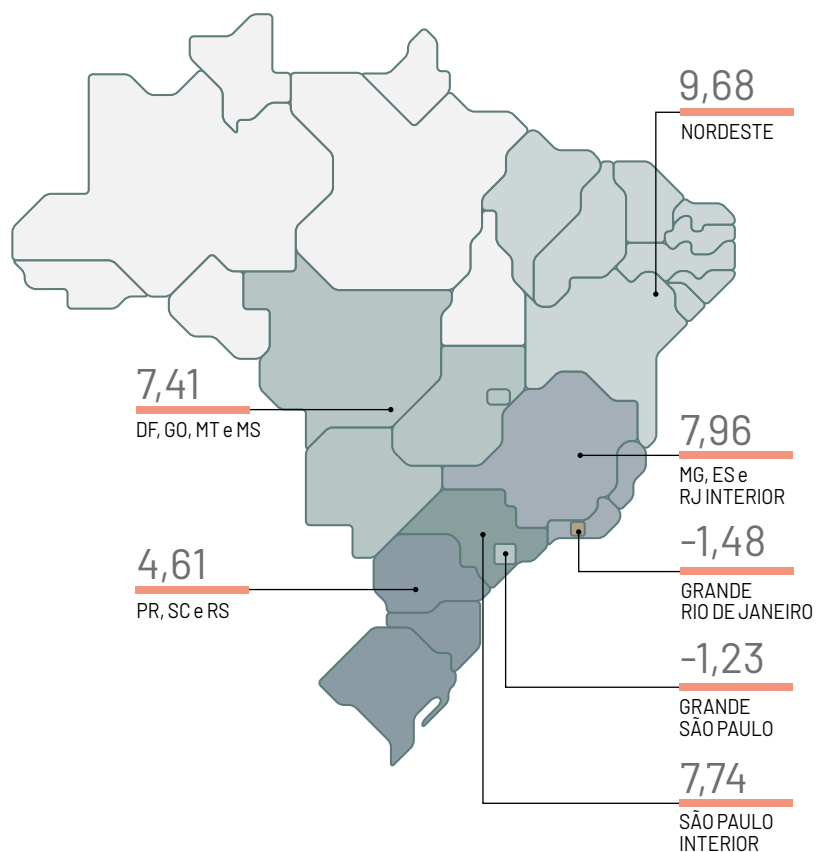 9,68
NORDESTE
7,41
DF, GO, MT e MS
7,96
MG, ES e
RJ INTERIOR
-1,48
GRANDE
RIO DE JANEIRO
4,61
PR, SC e RS
-1,23
GRANDE
SÃO PAULO
7,74
SÃO PAULO
INTERIOR